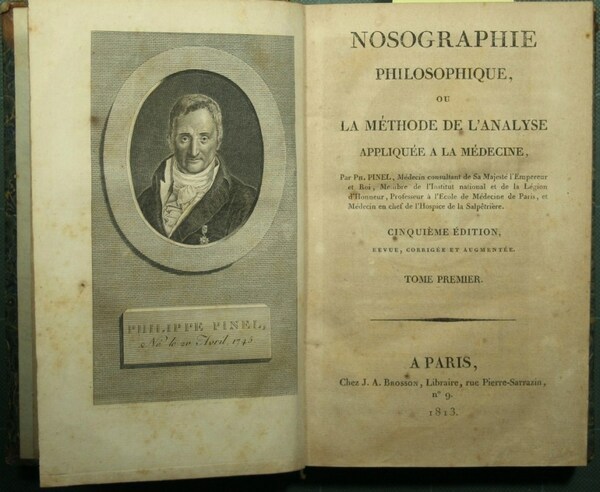 PHILIPPE PINEL,
Né le 20 Avril 1745
NOSOGRAPHIE
PHILOSOPHIQUE,
OU
LA MÉTHODE DE L'ANALYSE
APPLIQUÉE A LA MÉDECINE,
Par PH. PINEL, Médecin consultant de Sa Majesté l'Empereur
et Roi, Membre de l'Institut national et de la Légion
d'Honneur, Professeur à l'École de Médecine de Paris, et
Médecin en chef de l'Hospice de la Salpêtrière.
CINQUIÈME ÉDITION,
REVUE, CORRIGÉE ET AUGMENTÉE.
TOME PREMIER.
A PARIS,
Chez J. A. BROSSON, Libraire, rue Pierre-Sarrazin,
n° 9.
1813.